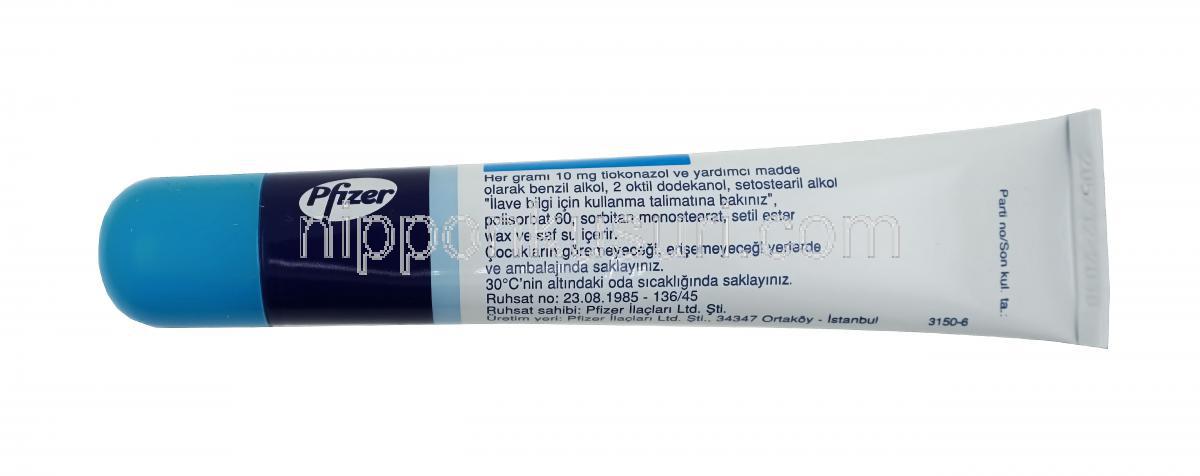 Pfizer
Her gramı 10 mg tiokonazol ve yardımcı madde
olarak benzil alkol, 2 oktil dodekanol, setostearil alkol
"İlave bilgi için kullanma talimatına bakınız",
polisorbat 60, sorbitan monostearat, setil ester
wax ve saf su içerir.
Çocukların göremeyeceği, erişemeyeceği yerlerde
ve ambalajında saklayınız.
30°C'nin altındaki oda sıcaklığında saklayınız.
Ruhsat no: 23.08.1985 - 136/45
Ruhsat sahibi: Pfizer İlaçları Ltd. Şti.
Üretim yeri: Pfizer İlaçları Ltd. Şti., 34347 Ortaköy - İstanbul
3150-6
Parti no/Son kul. ta.:
nipponkusuri.com